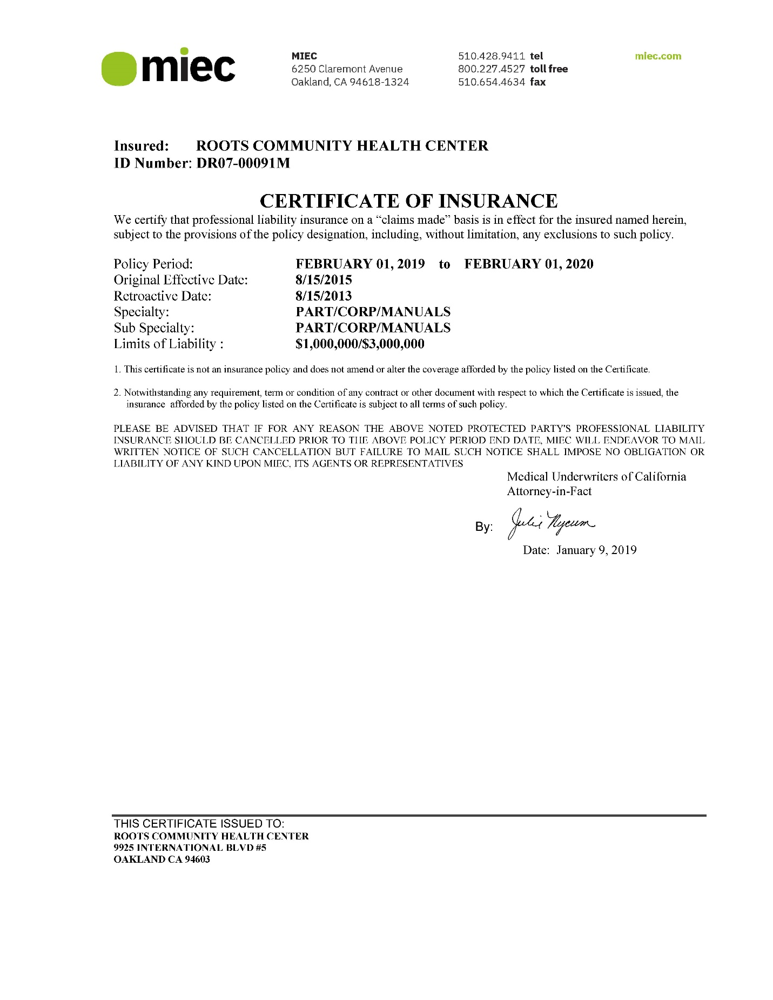 miec
MIEC
6250 Claremont Avenue
Oakland, CA 94618-1324
510.428.9411 tel
800.227.4527 toll free
510.654.4634 fax
miec.com
Insured: ROOTS COMMUNITY HEALTH CENTER
ID Number: DR07-00091M
CERTIFICATE OF INSURANCE
We certify that professional liability insurance on a “claims made” basis is in effect for the insured named herein,
subject to the provisions of the policy designation, including, without limitation, any exclusions to such policy.
Policy Period: FEBRUARY 01, 2019 to FEBRUARY 01, 2020
Original Effective Date: 8/15/2015
Retroactive Date: 8/15/2013
Specialty: PART/CORP/MANUALS
Sub Specialty: PART/CORP/MANUALS
Limits of Liability : $1,000,000/$3,000,000
1. This certificate is not an insurance policy and does not amend or alter the coverage afforded by the policy listed on the Certificate.
2. Notwithstanding any requirement, term or condition of any contract or other document with respect to which the Certificate is issued, the
insurance afforded by the policy listed on the Certificate is subject to all terms of such policy.
PLEASE BE ADVISED THAT IF FOR ANY REASON THE ABOVE NOTED PROTECTED PARTY'S PROFESSIONAL LIABILITY
INSURANCE SHOULD BE CANCELLED PRIOR TO THE ABOVE POLICY PERIOD END DATE, MIEC WILL ENDEAVOR TO MAIL
WRITTEN NOTICE OF SUCH CANCELLATION BUT FAILURE TO MAIL SUCH NOTICE SHALL IMPOSE NO OBLIGATION OR
LIABILITY OF ANY KIND UPON MIEC, ITS AGENTS OR REPRESENTATIVES
Medical Underwriters of California
Attorney-in-Fact
By: Julie Nycum
Date: January 9, 2019
THIS CERTIFICATE ISSUED TO:
ROOTS COMMUNITY HEALTH CENTER
9925 INTERNATIONAL BLVD #5
OAKLAND CA 94603